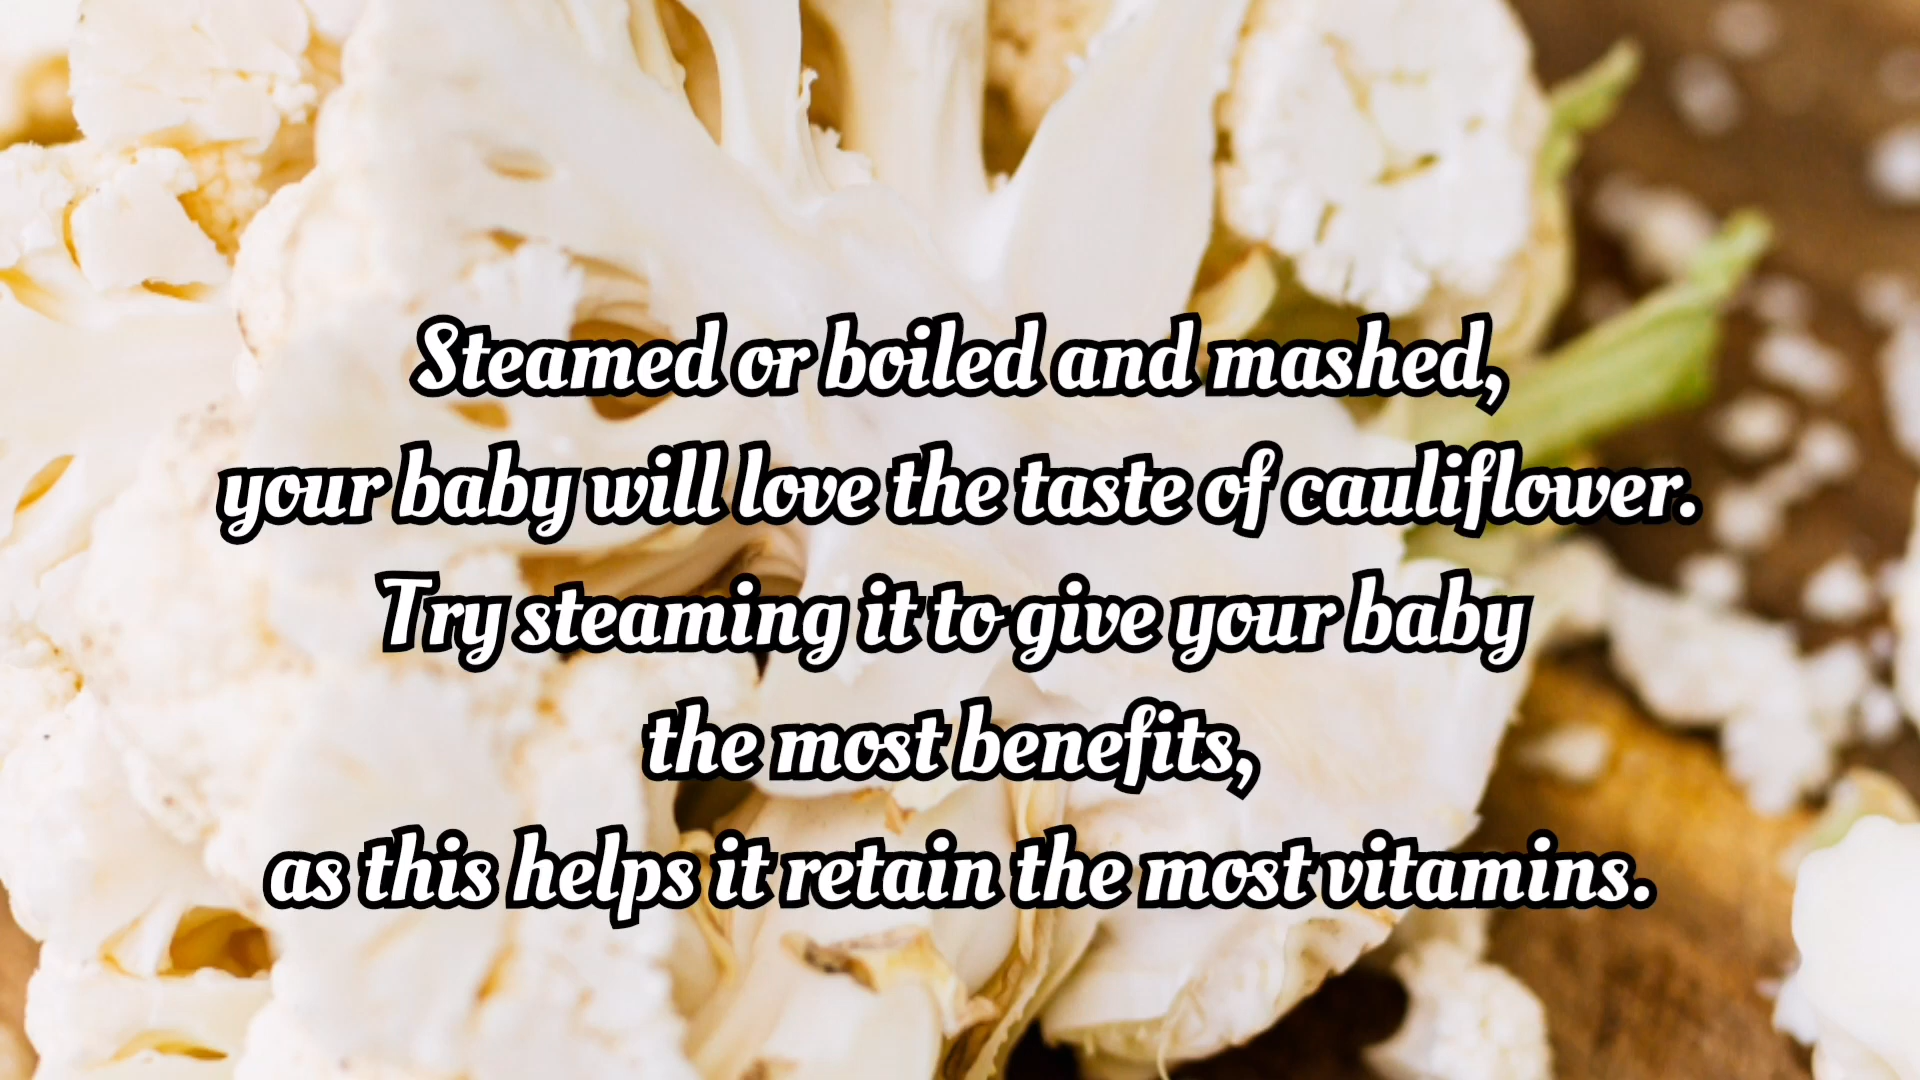 Steamed or boiled and mashed,
your baby will love the taste of cauliflower.
Try steaming it to give your baby
the most benefits,
as this helps it retain the most vitamins.